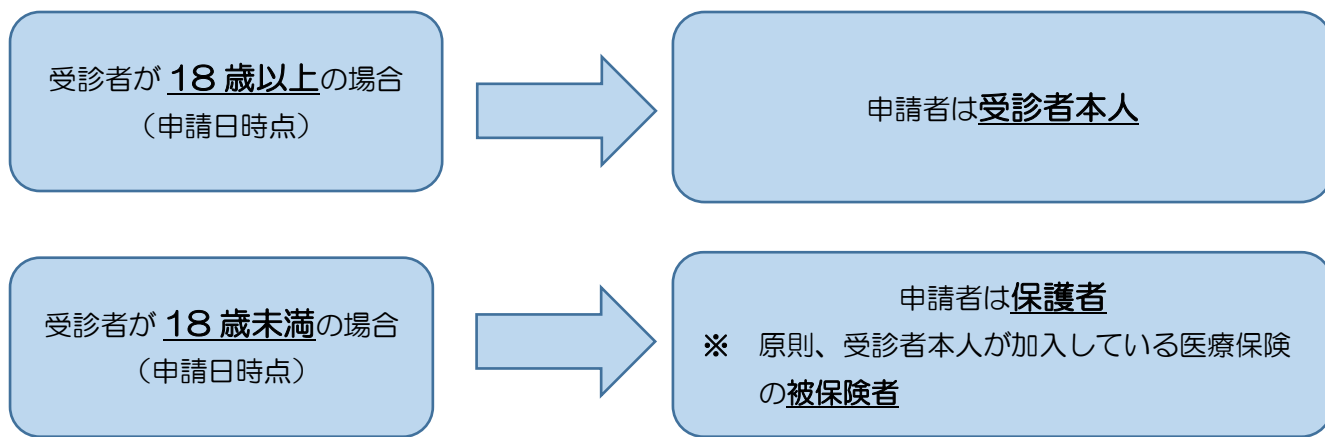 受診者が 18 歳以上の場合
（申請日時点）
申請者は受診者本人
受診者が 18 歳未満の場合
（申請日時点）
申請者は保護者
※ 原則、受診者本人が加入している医療保険
の被保険者